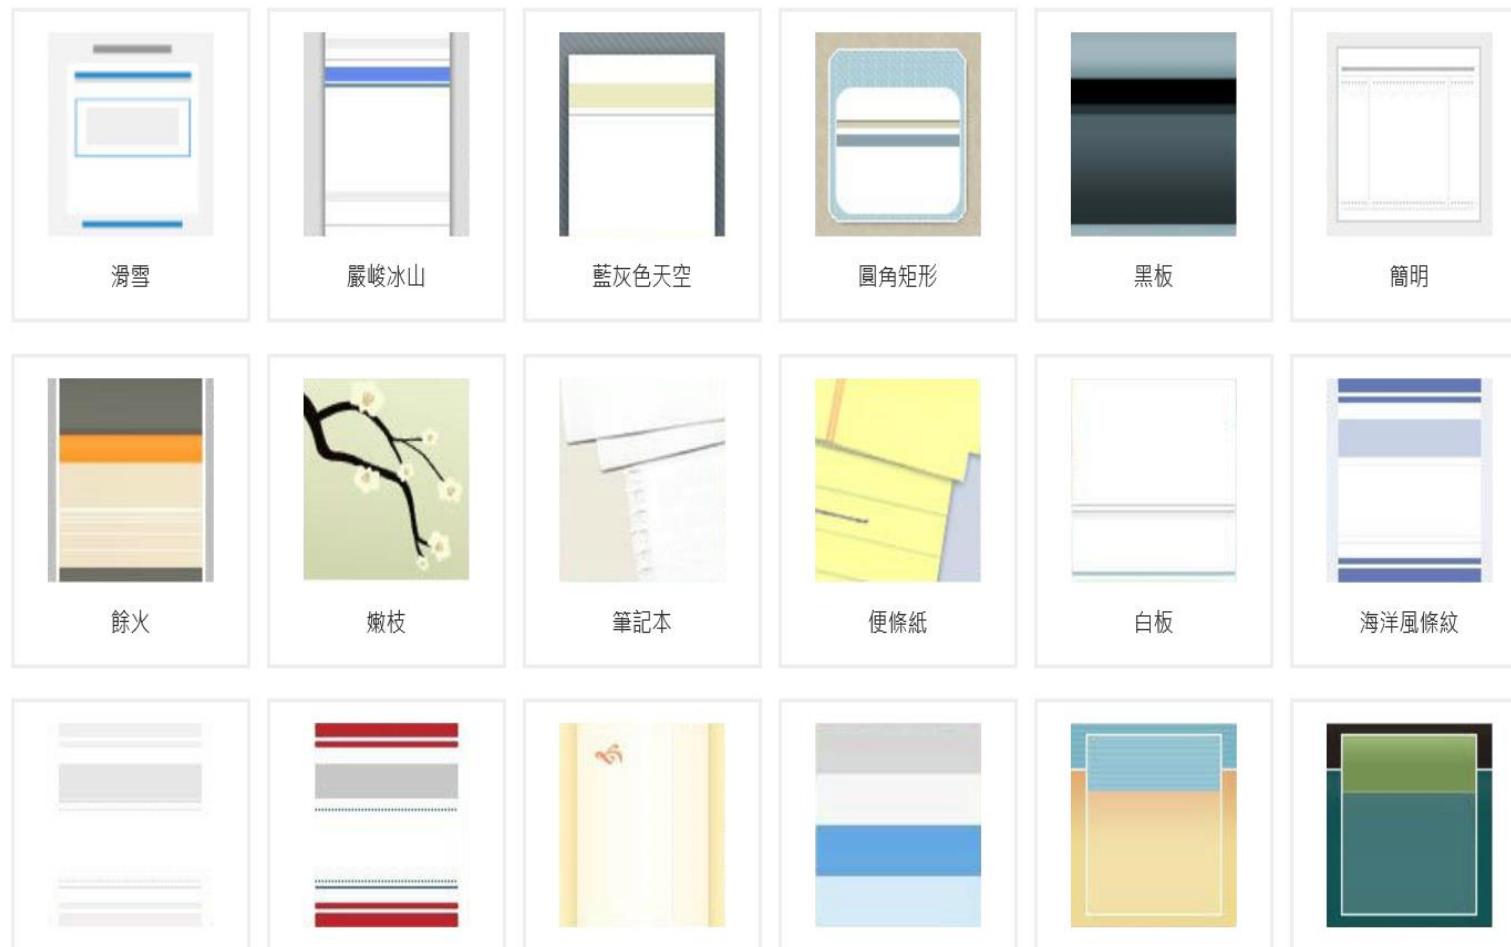 滑雪
嚴峻冰山
藍灰色天空
圓角矩形
黑板
簡明
餘火
嫩枝
筆記本
便條紙
白板
海洋風條紋